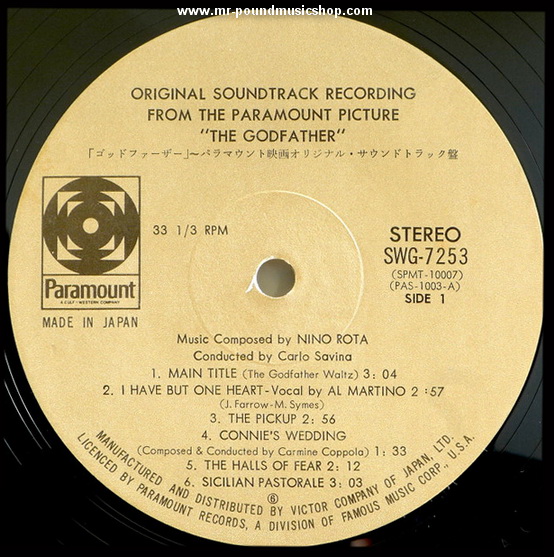 www.mr-poundmusicshop.com
ORIGINAL SOUNDTRACK RECORDING
FROM THE PARAMOUNT PICTURE
"THE GODFATHER"
「ゴッドファーザー」〜パラマウント映画オリジナル・サウンドトラック盤
33 1/3 RPM
STEREO
SWG-7253
(SPMT-10007)
(PAS-1003-A)
SIDE 1
Paramount
A GULF + WESTERN COMPANY
MADE IN JAPAN
Music Composed by NINO ROTA
Conducted by Carlo Savina
1. MAIN TITLE (The Godfather Waltz) 3:04
2. I HAVE BUT ONE HEART-Vocal by AL MARTINO 2:57
(J. Farrow-M. Symes)
3. THE PICKUP 2:56
4. CONNIE'S WEDDING
(Composed & Conducted by Carmine Coppola) 1:33
5. THE HALLS OF FEAR 2:12
6. SICILIAN PASTORALE 3:03
MANUFACTURED AND DISTRIBUTED BY VICTOR COMPANY OF JAPAN, LTD.
LICENCED BY PARAMOUNT RECORDS, A DIVISION OF FAMOUS MUSIC CORP., U.S.A.